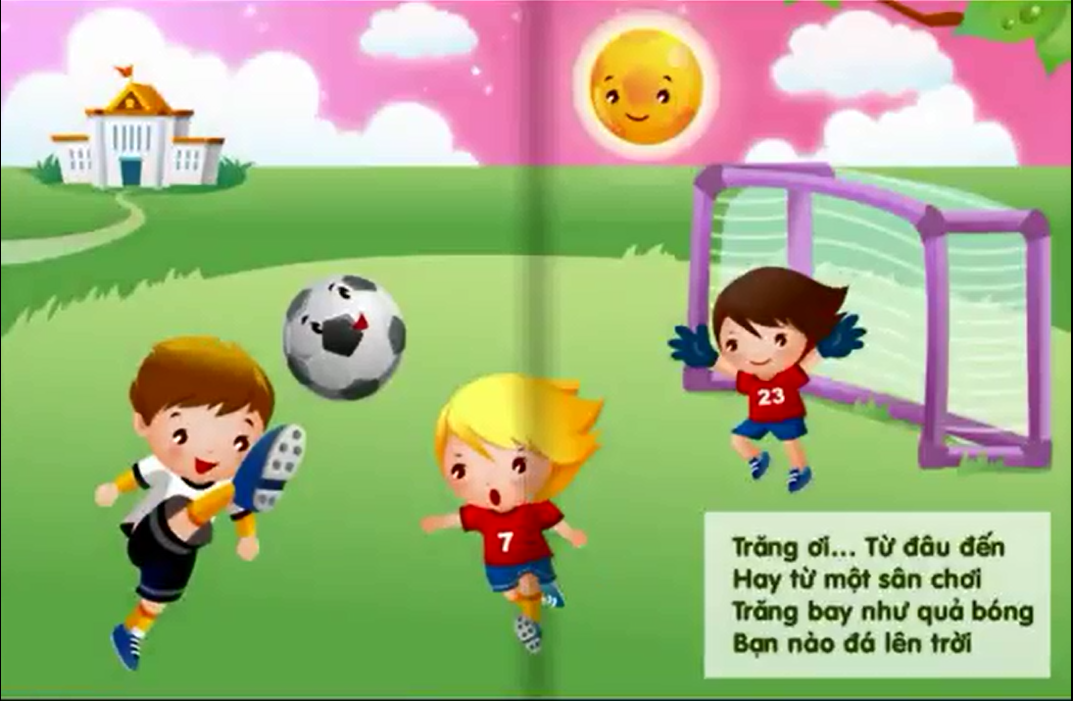 23
7
Trăng ơi... Từ đâu đến
Hay từ một sân chơi
Trăng bay như quả bóng
Bạn nào đá lên trời